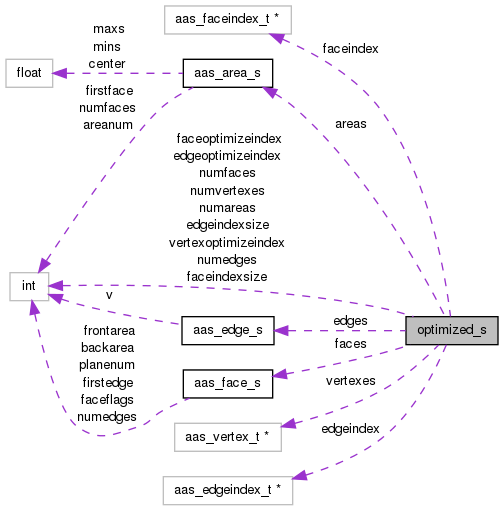 maxs
mins
center
aas_faceindex_t *
faceindex
float
aas_area_s
firstface
numfaces
areanum
areas
faceoptimizeindex
edgeoptimizeindex
numfaces
numvertexes
numareas
edgeindexsize
vertexoptimizeindex
numedges
faceindexsize
int
v
aas_edge_s
edges
optimized_s
frontarea
backarea
planenum
firstedge
faceflags
numedges
faces
aas_face_s
vertexes
aas_vertex_t *
edgeindex
aas_edgeindex_t *